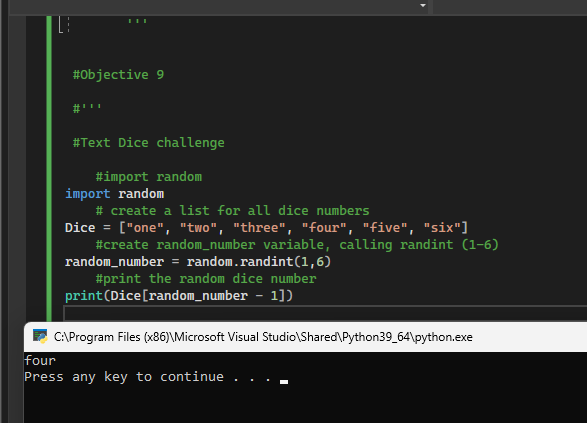 '''
#Objective 9
#'''
#Text Dice challenge
#import random
import random
# create a list for all dice numbers
Dice = ["one", "two", "three", "four", "five", "six"]
#create random_number variable, calling randint (1-6)
random_number = random.randint(1,6)
#print the random dice number
print(Dice[random_number - 1])
C:\Program Files (x86)\Microsoft Visual Studio\Shared\Python39_64\python.exe
four
Press any key to continue . . .